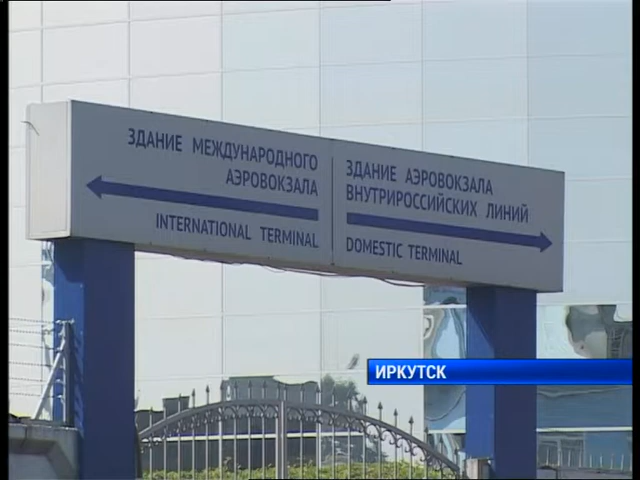 ЗДАНИЕ МЕЖДУНАРОДНОГО
АЭРОВОКЗАЛА
INTERNATIONAL TERMINAL
ЗДАНИЕ АЭРОВОКЗАЛА
ВНУТРИРОССИЙСКИХ ЛИНИЙ
DOMESTIC TERMINAL
ИРКУТСК